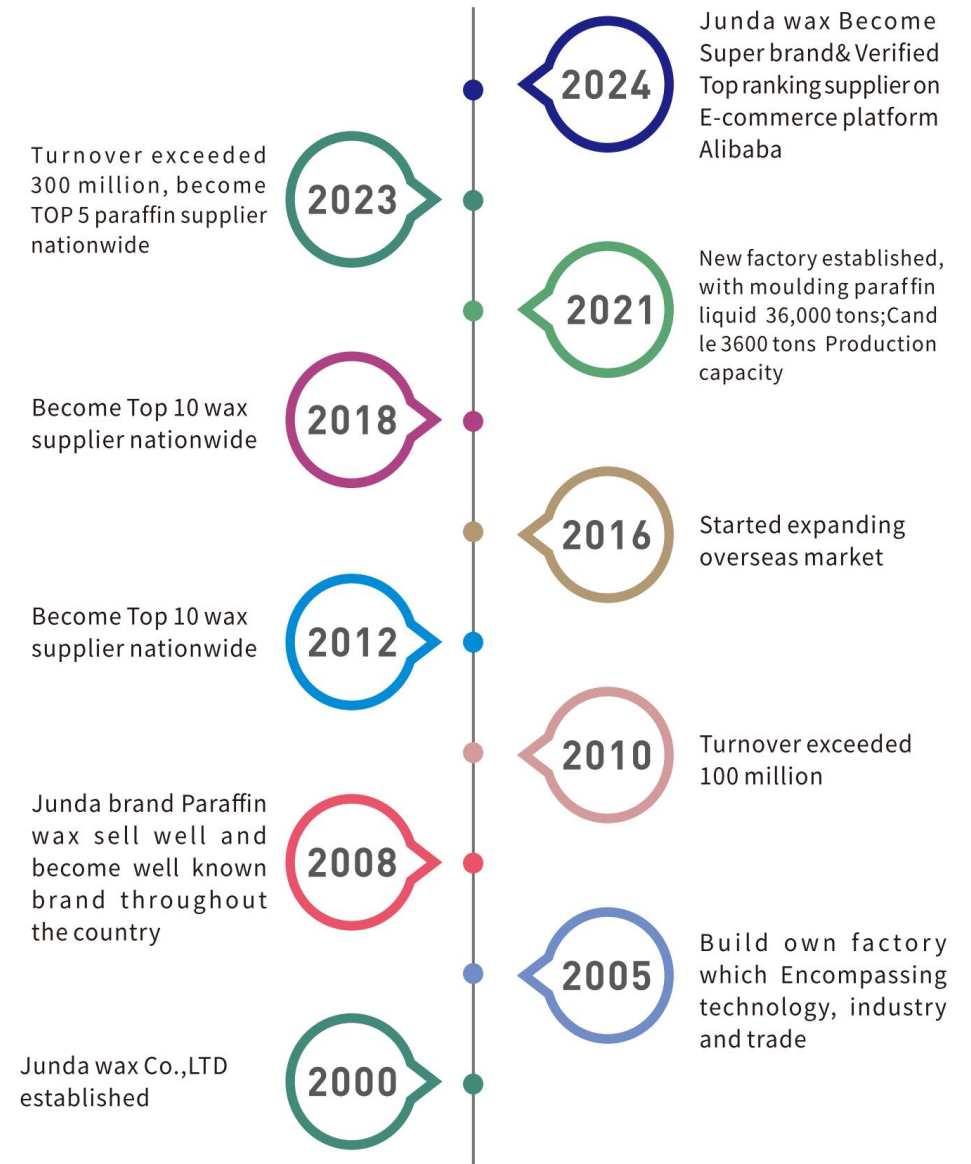 2024
Junda wax Become
Super brand& Verified
Top ranking supplier on
E-commerce platform
Alibaba
Turnover exceeded
300 million, become
TOP 5 paraffin supplier
nationwide
2023
2021
New factory established,
with moulding paraffin
liquid 36,000 tons;Cand
le 3600 tons Production
capacity
Become Top 10 wax
supplier nationwide
2018
2016
Started expanding
overseas market
Become Top 10 wax
supplier nationwide
2012
2010
Turnover exceeded
100 million
Junda brand Paraffin
wax sell well and
become well known
brand throughout
the country
2008
2005
Build own factory
which Encompassing
technology, industry
and trade
Junda wax Co.,LTD
established
2000